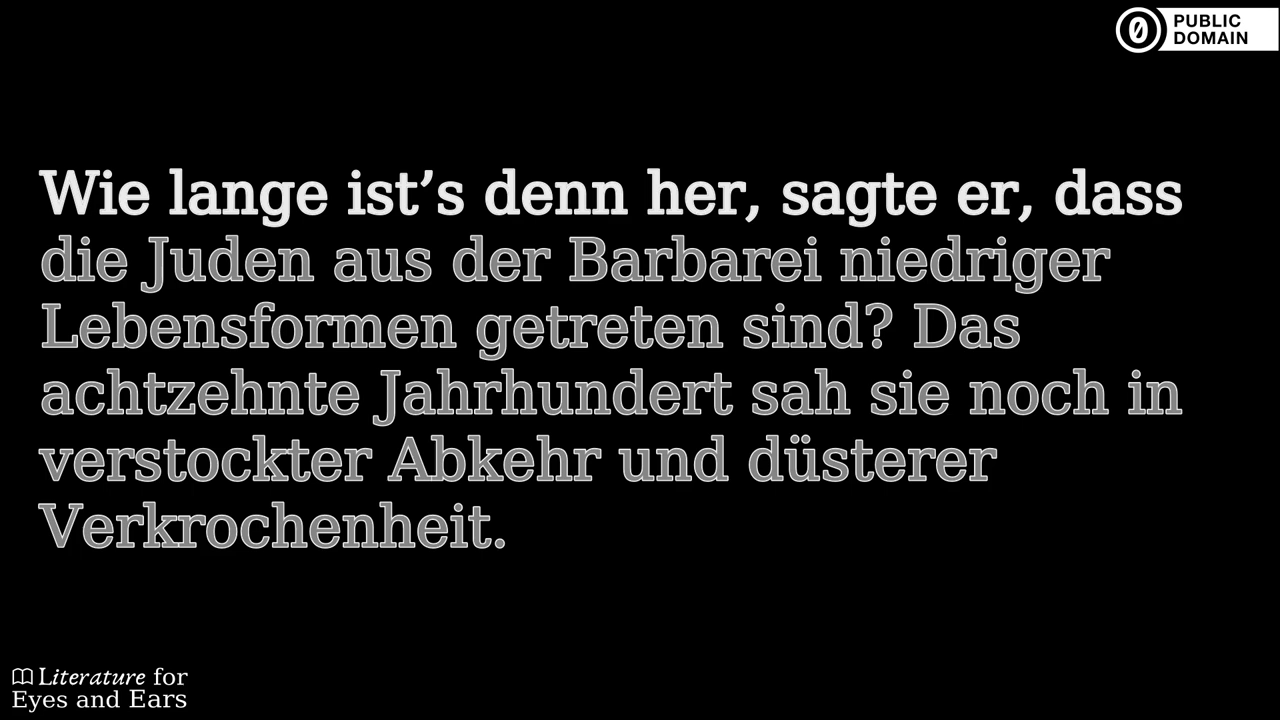 PUBLIC
DOMAIN
Wie lange ist’s denn her, sagte er, dass
die Juden aus der Barbarei niedriger
Lebensformen getreten sind? Das
achtzehnte Jahrhundert sah sie noch in
verstockter Abkehr und düsterer
Verkrochenheit.
Literature for
Eyes and Ears